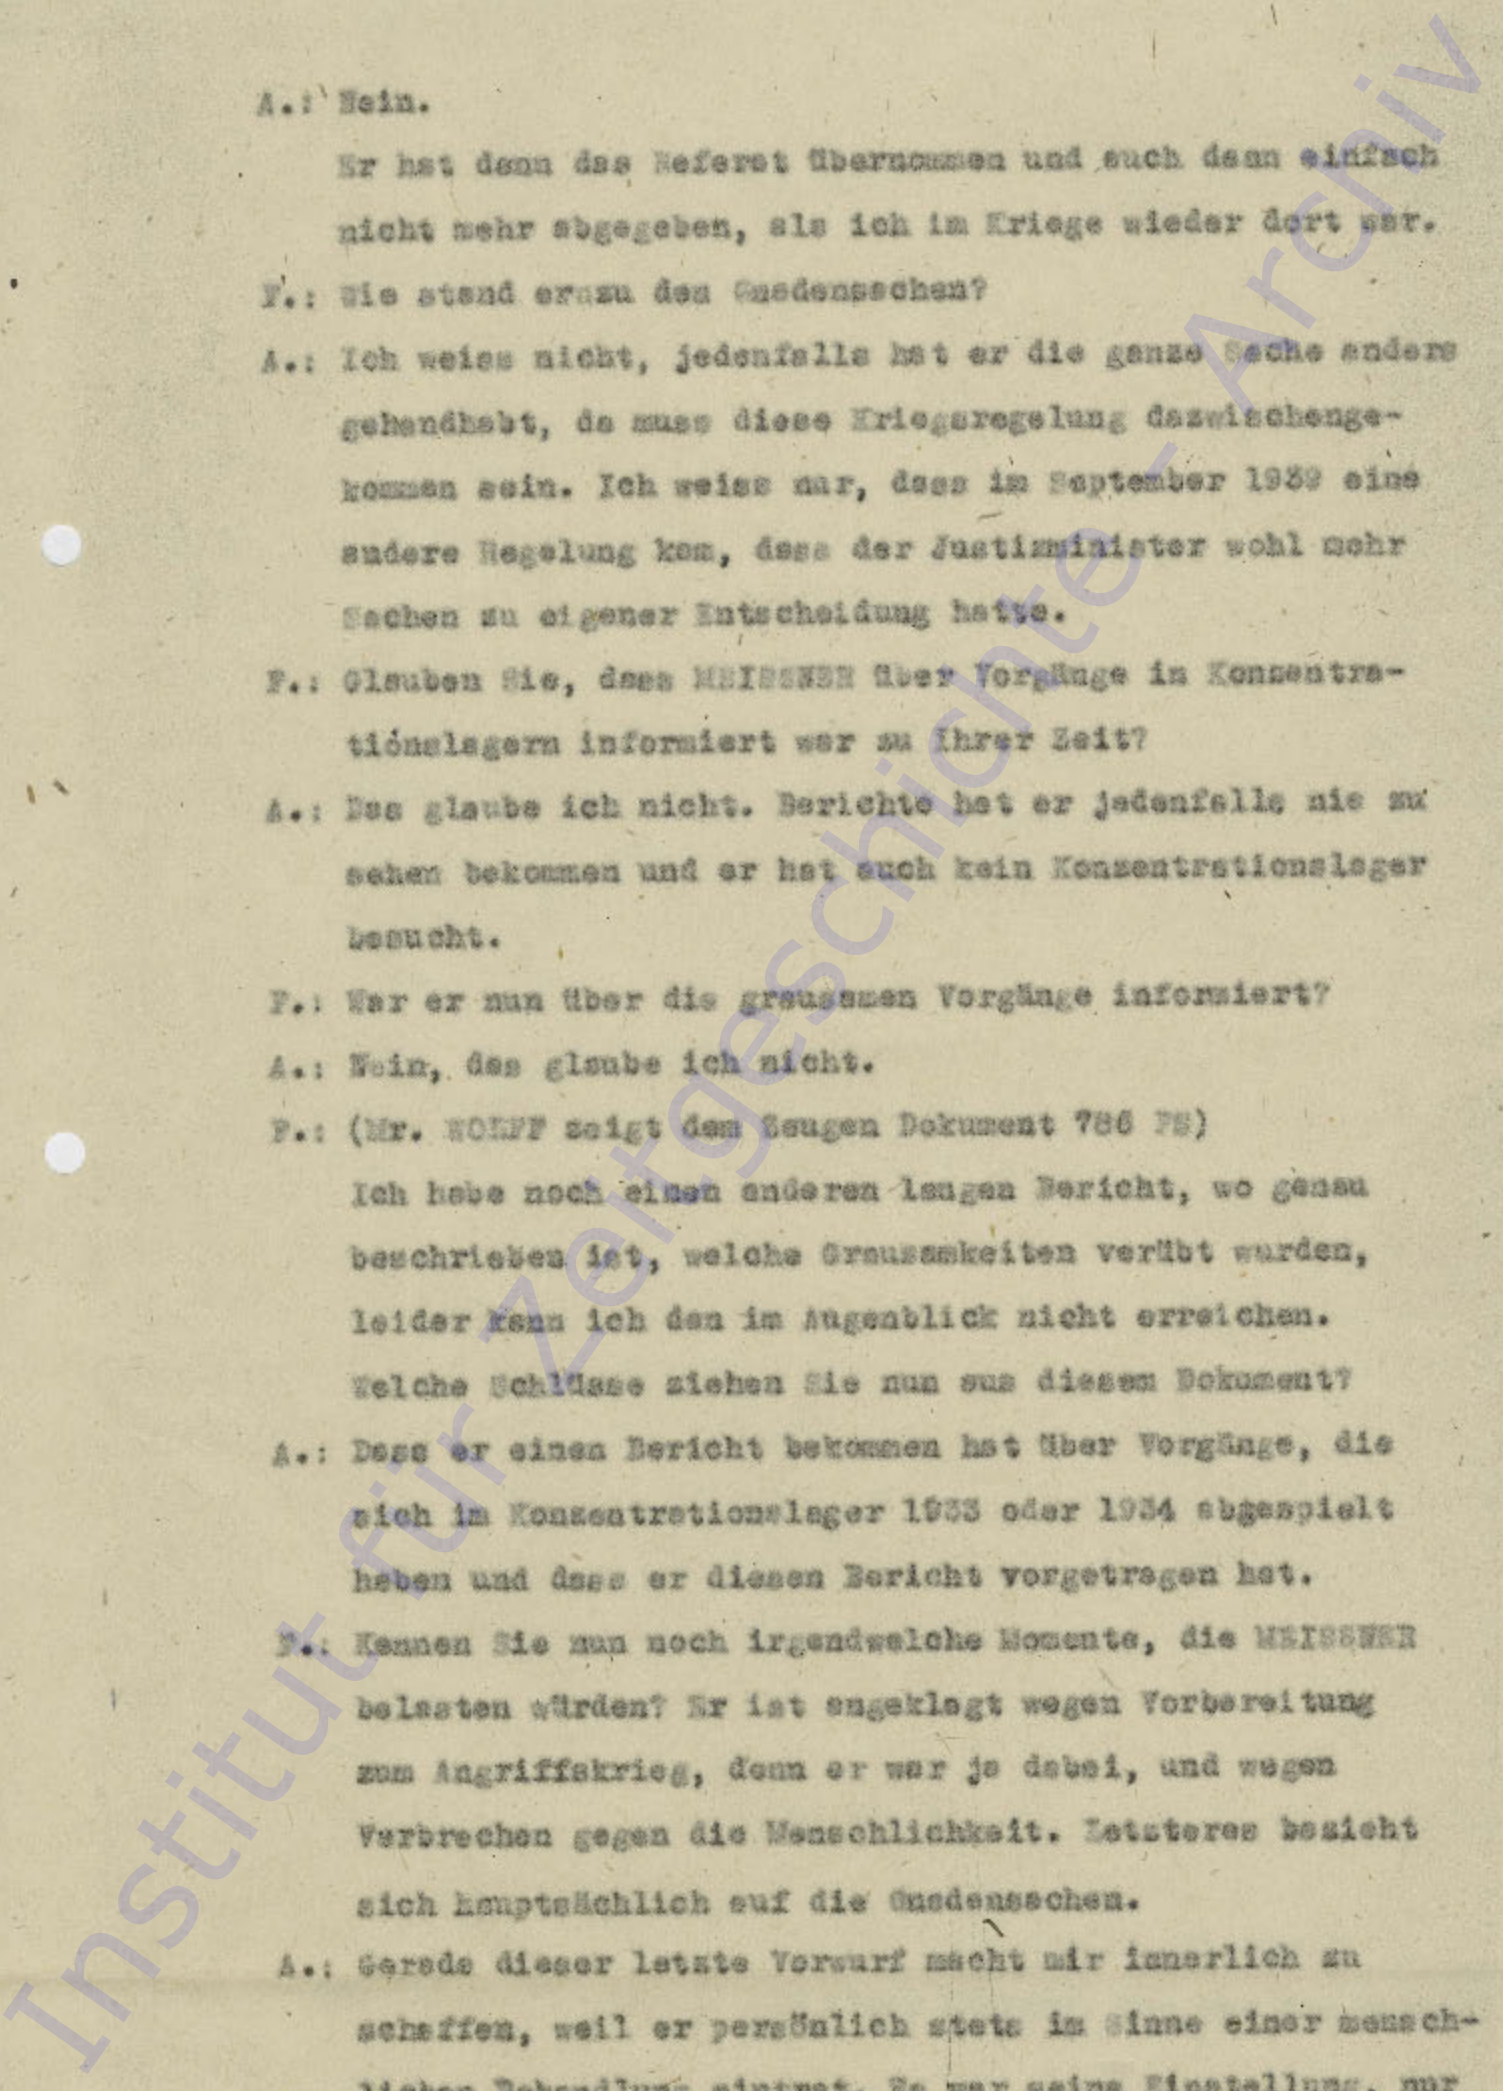 A.: Nein.
Er hat dann das Referat übernommen und auch dann einfach
nicht mehr abgegeben, als ich im Kriege wieder dort war.
F.: Wie stand er zu den Gnadensachen?
A.: Ich weiss nicht, jedenfalls hat er die ganze Sache anders
gehandhabt, da muss diese Kriegsregelung dazwischenge-
kommen sein. Ich weiss nur, dass im September 1939 eine
andere Regelung kam, dass der Justizminister wohl mehr
Sachen zu eigener Entscheidung hatte.
F.: Glauben Sie, dass MEISSNER über Vorgänge in Konzentra-
tionslagern informiert war zu Ihrer Zeit?
A.: Das glaube ich nicht. Berichte hat er jedenfalls nie zu
sehen bekommen und er hat auch kein Konzentrationslager
besucht.
F.: War er nun über die grausamen Vorgänge informiert?
A.: Nein, das glaube ich nicht.
F.: (Mr. WOLFF zeigt dem Zeugen Dokument 786 PS)
Ich habe noch einen anderen langen Bericht, wo genau
beschrieben ist, welche Grausamkeiten verübt wurden,
leider kann ich den im Augenblick nicht erreichen.
Welche Schlüsse ziehen Sie nun aus diesem Dokument?
A.: Dass er einen Bericht bekommen hat über Vorgänge, die
sich im Konzentrationslager 1933 oder 1934 abgespielt
haben und dass er diesen Bericht vorgetragen hat.
F.: Kennen Sie nun noch irgendwelche Momente, die MEISSNER
belasten würden? Er ist angeklagt wegen Vorbereitung
zum Angriffskrieg, denn er war ja dabei, und wegen
Verbrechen gegen die Menschlichkeit. Letzteres bezieht
sich hauptsächlich auf die Gnadensachen.
A.: Gerade dieser letzte Vorwurf macht mir innerlich zu
schaffen, weil er persönlich stets im Sinne einer mensch-
lichen Behandlung eintrat. Es war seine Einstellung, nur
Institut für Zeitgeschichte - Archiv